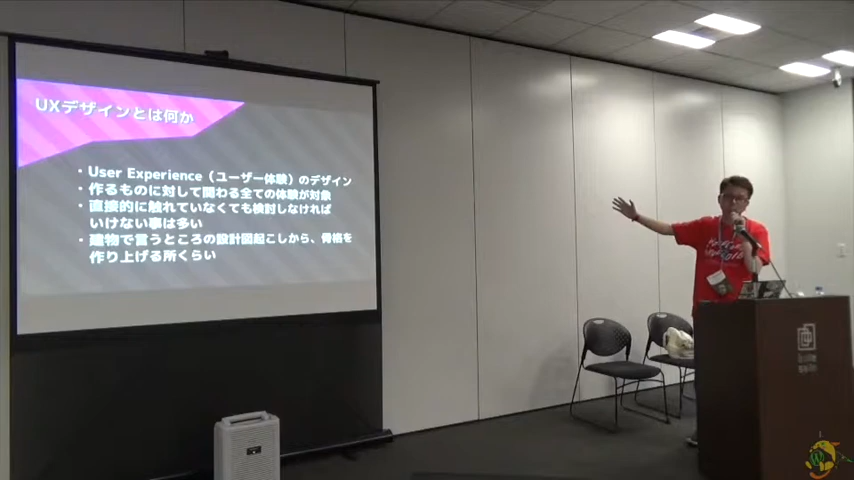 UXデザインとは何か
・User Experience（ユーザー体験）のデザイン
・作るものに対して関わる全ての体験が対象
・直接的に触れていなくても検討しなければ
いけない事は多い
・建物で言うところの設計図起こしから、骨格を
作り上げる所くらい